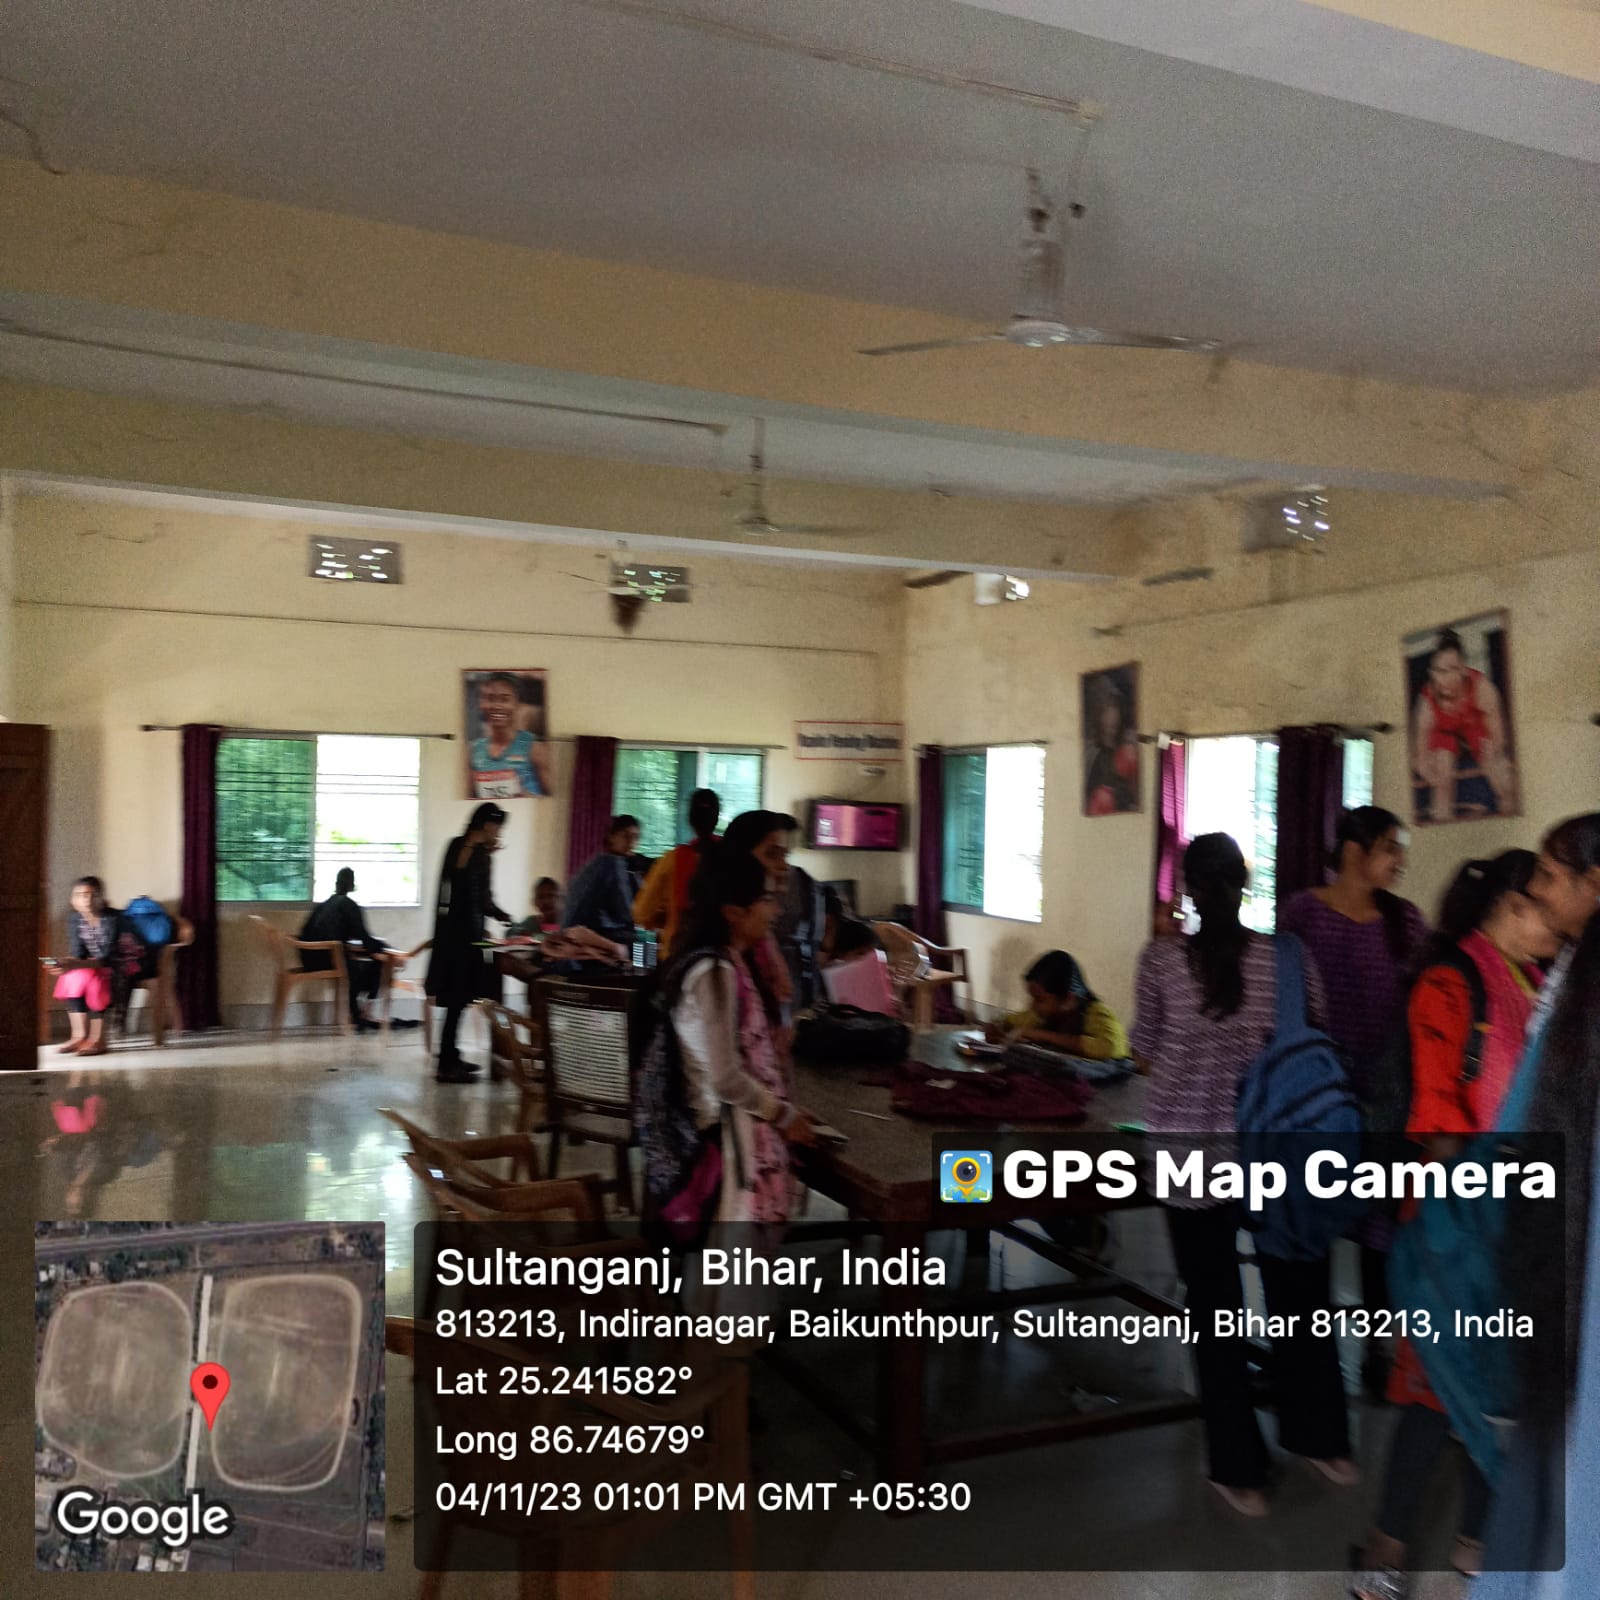 GPS Map Camera
Sultanganj, Bihar, India
813213, Indiranagar, Baikunthpur, Sultanganj, Bihar 813213, India
Lat 25.241582°
Long 86.74679°
04/11/23 01:01 PM GMT +05:30
Google